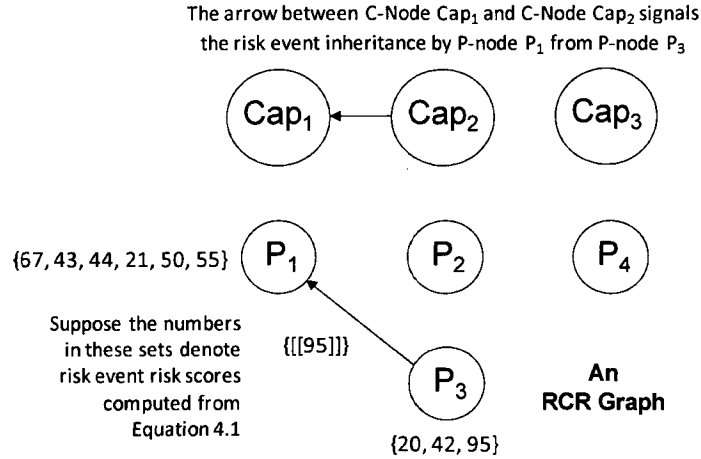 The arrow between C-Node Cap₁ and C-Node Cap₂ signals
the risk event inheritance by P-node P₁ from P-node P₃
Cap₁
Cap₂
Cap₃
{67, 43, 44, 21, 50, 55}
P₁
P₂
P₄
Suppose the numbers
in these sets denote
risk event risk scores
computed from
Equation 4.1
{[[95]]}
P₃
{20, 42, 95}
An
RCR Graph